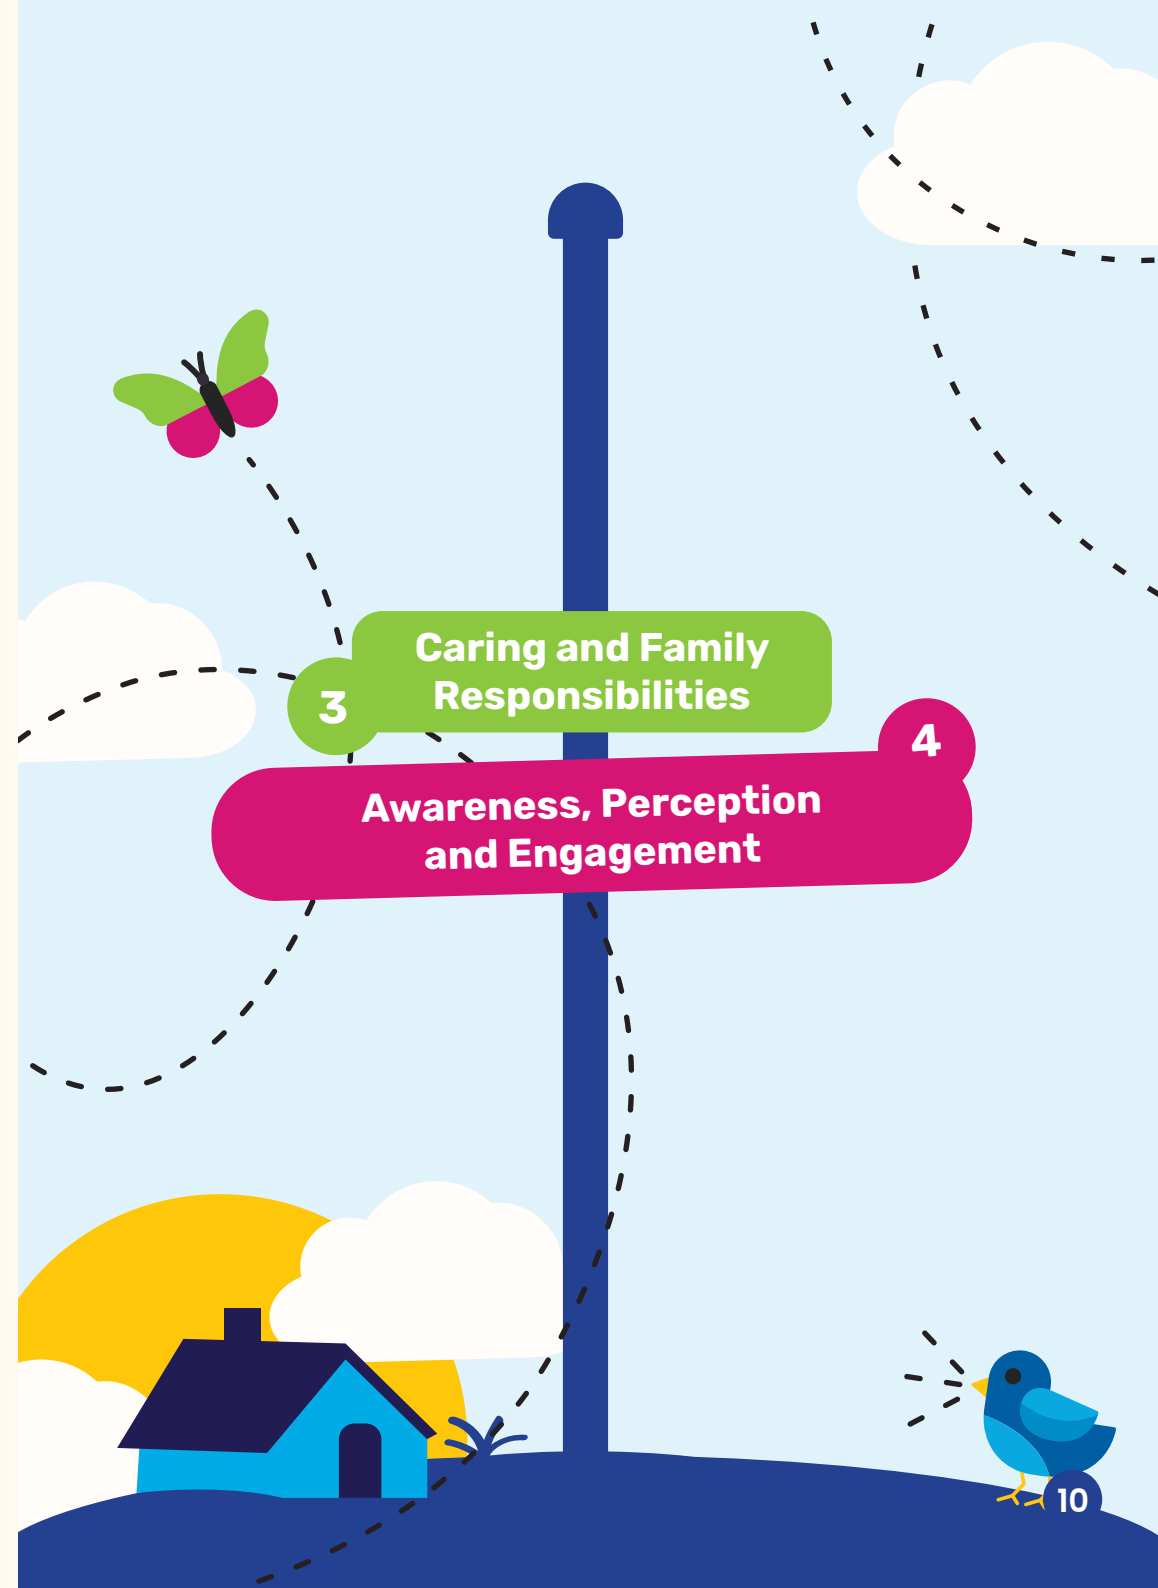 3
Caring and Family
Responsibilities
4
Awareness, Perception
and Engagement
10